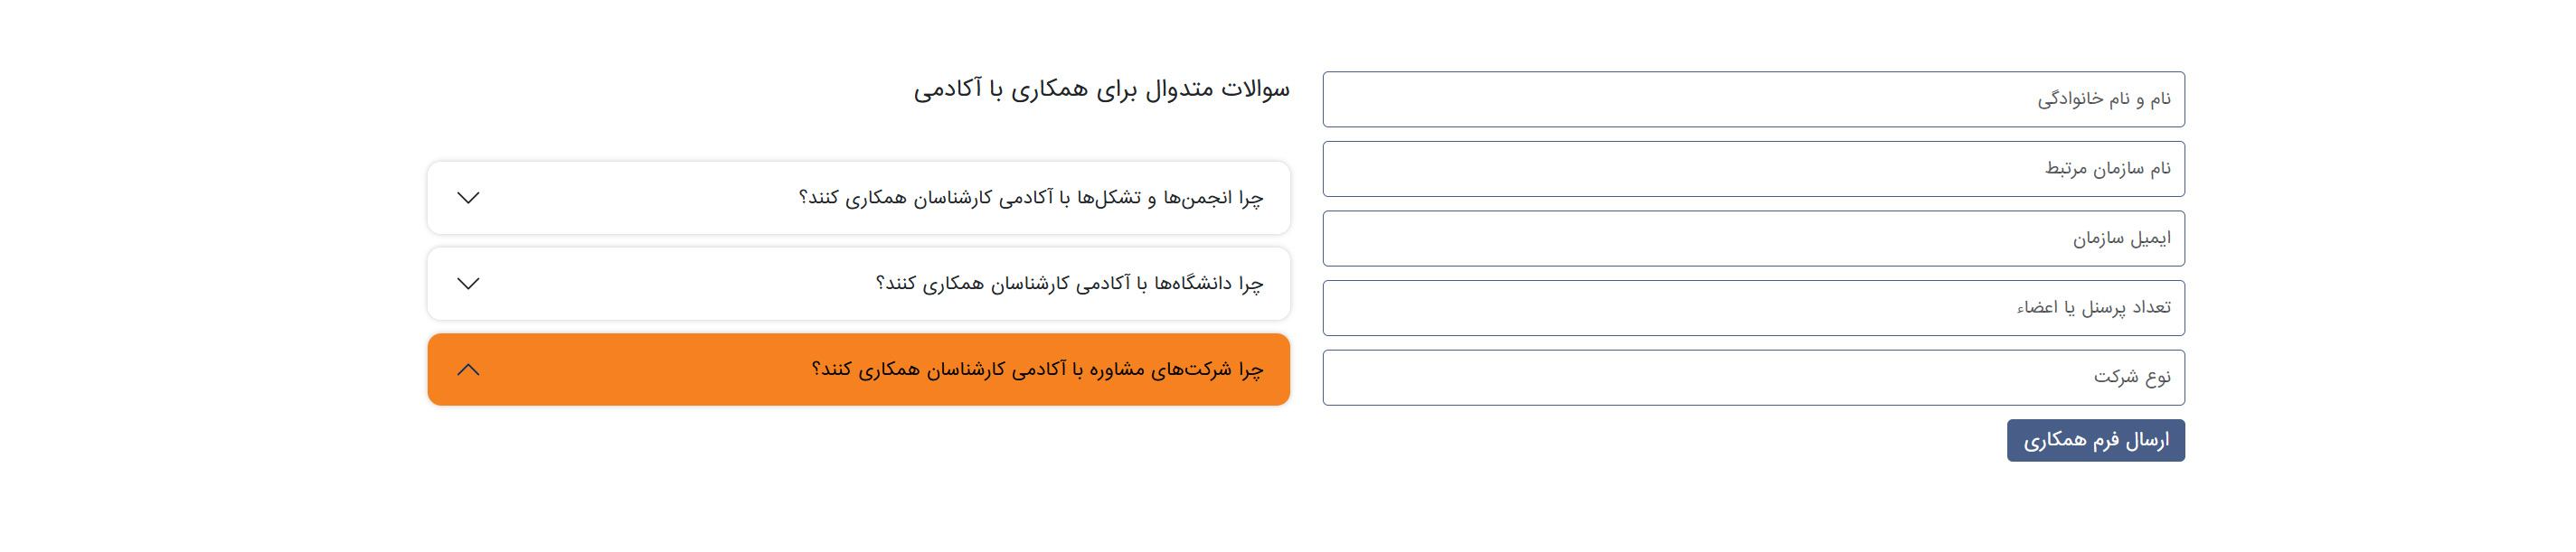 نام و نام خانوادگی
نام سازمان مرتبط
ایمیل سازمان
تعداد پرسنل یا اعضاء
نوع شرکت
ارسال فرم همکاری
سوالات متدوال برای همکاری با آکادمی
چرا انجمن‌ها و تشکل‌ها با آکادمی کارشناسان همکاری کنند؟
چرا دانشگاه‌ها با آکادمی کارشناسان همکاری کنند؟
چرا شرکت‌های مشاوره با آکادمی کارشناسان همکاری کنند؟